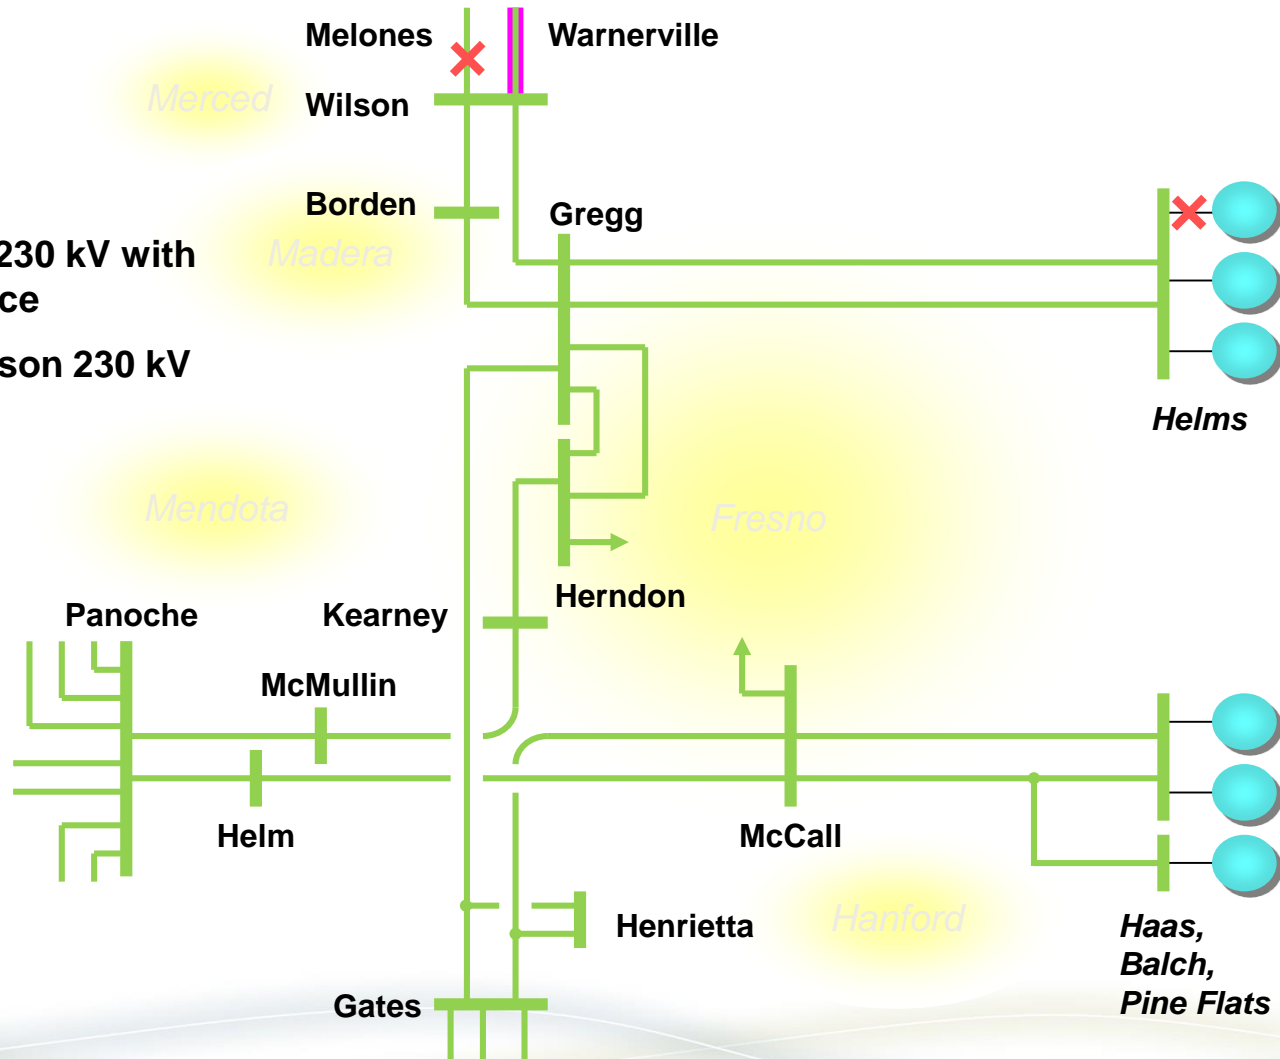 Melones
Warnerville
Merced
Wilson
Borden
Gregg
230 kV with
Madera
ce
son 230 kV
Helms
Mendota
Fresno
Herndon
Panoche
Kearney
McMullin
Helm
McCall
Henrietta
Hanford
Haas,
Balch,
Pine Flats
Gates